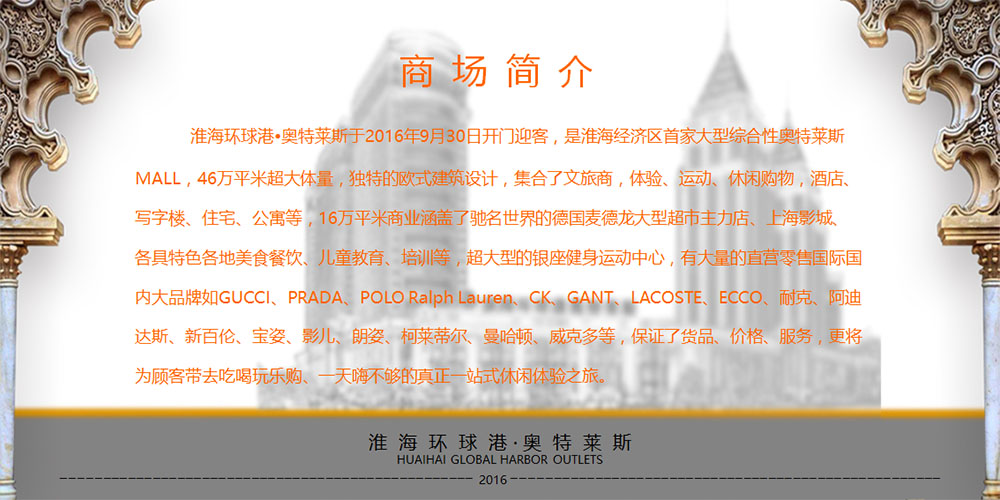 商场简介
淮海环球港•奥特莱斯于2016年9月30日开门迎客，是淮海经济区首家大型综合性奥特莱斯
MALL，46万平米超大体量，独特的欧式建筑设计，集合了文旅商，体验、运动、休闲购物，酒店、
写字楼、住宅、公寓等，16万平米商业涵盖了驰名世界的德国麦德龙大型超市主力店、上海影城、
各具特色各地美食餐饮、儿童教育、培训等，超大型的银座健身运动中心，有大量的直营零售国际国
内大品牌如GUCCI、PRADA、POLO Ralph Lauren、CK、GANT、LACOSTE、ECCO、耐克、阿迪
达斯、新百伦、宝姿、影儿、朗姿、柯莱蒂尔、曼哈顿、威克多等，保证了货品、价格、服务，更将
为顾客带去吃喝玩乐购、一天嗨不够的真正一站式休闲体验之旅。
淮海环球港·奥特莱斯
HUAIHAI GLOBAL HARBOR OUTLETS
2016